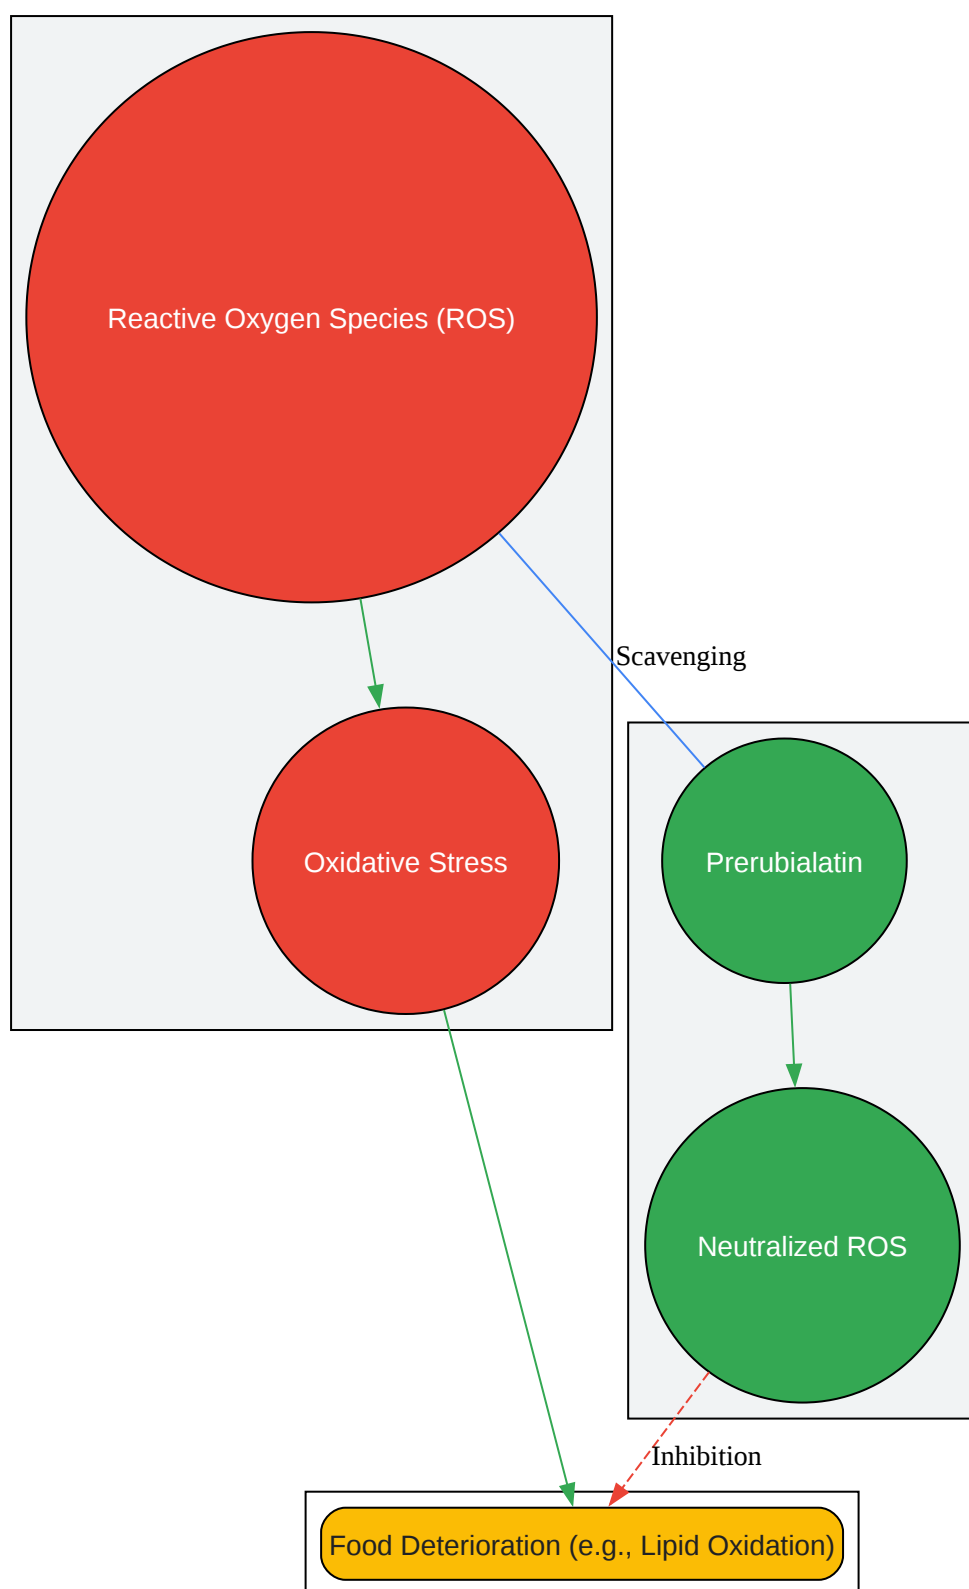 Reactive Oxygen Species (ROS)
Scavenging
Oxidative Stress
Prerubialatin
Neutralized ROS
Inhibition
Food Deterioration (e.g., Lipid Oxidation)